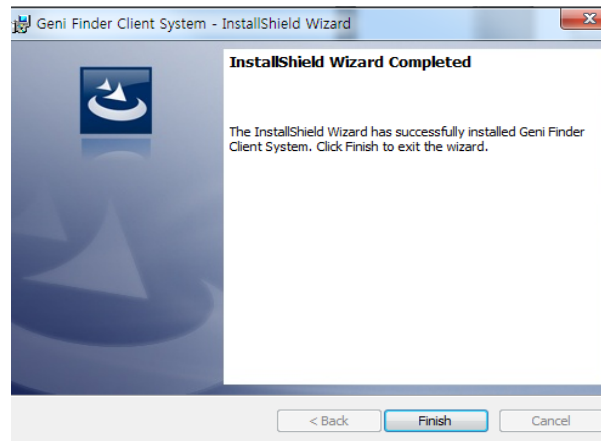 Geni Finder Client System - InstallShield Wizard
InstallShield Wizard Completed
The InstallShield Wizard has successfully installed Geni Finder
Client System. Click Finish to exit the wizard.
< Back
Finish
Cancel